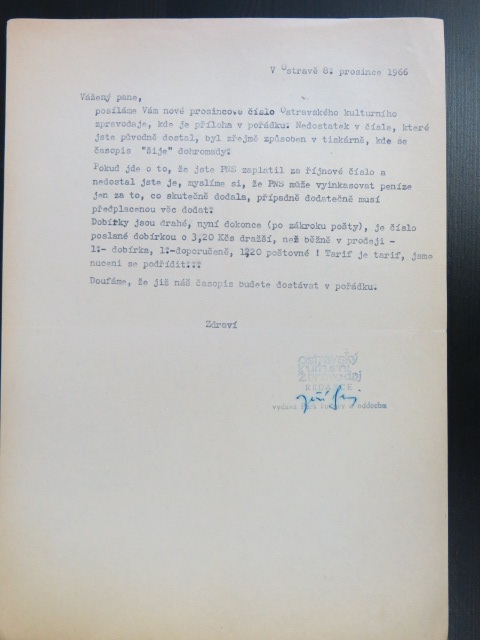 V Ostravě 8. prosince 1966
Vážený pane,
posíláme Vám nové prosincove číslo Ostravského kulturního
zpravodaje, kde je příloha v pořádku. Nedostatek v čísle, které
jste původně dostal, byl zřejmě způsoben v tiskárně, kde se
časopis "šije" dohromady.
Pokud jde o to, že jste PNS zaplatil za říjnové číslo a
nedostal jste je, myslíme si, že PNS může vyinkasovat peníze
jen za to, co skutečně dodala, případně dodatečně musí
předplacenou věc dodat.
Dobírky jsou drahé, nyní dokonce (po zákroku pošty), je číslo
poslané dobírkou o 3,20 Kčs dražší, než běžně v prodeji -
1.- dobírka, 1.-doporučeně, 1,20 poštovné ! Tarif je tarif, jsme
nuceni se podřídit!!!
Doufáme, že již náš časopis budete dostávat v pořádku.
Zdraví
ostravský
kulturní
zpravodaj
REDAKCE